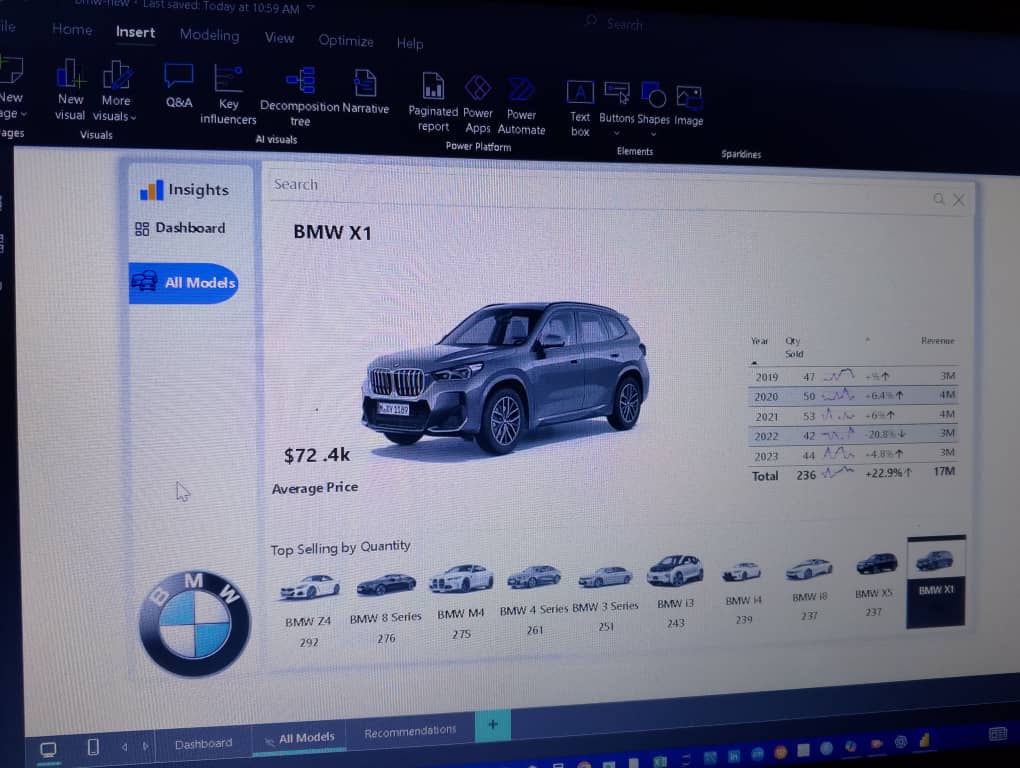 bmw-new • Last saved: Today at 10:59 AM
Search
File
Home
Insert
Modeling
View
Optimize
Help
New
New visual
More visuals
Q&A
Key influencers
Decomposition tree
Narrative
Paginated report
Power Apps
Power Automate
Text box
Buttons
Shapes
Image
Visuals
AI visuals
Power Platform
Elements
Sparklines
Insights
Dashboard
All Models
Search
BMW X1
$72 .4k
Average Price
Year Qty Sold Revenue
2019 47 +%↑ 3M
2020 50 +6.4%↑ 4M
2021 53 +6%↑ 4M
2022 42 -20.8%↓ 3M
2023 44 +4.8%↑ 3M
Total 236 +22.9%↑ 17M
Top Selling by Quantity
BMW Z4
292
BMW 8 Series
276
BMW M4
275
BMW 4 Series
261
BMW 3 Series
251
BMW i3
243
BMW i4
239
BMW i8
237
BMW X5
237
BMW X1
BMW
Dashboard
All Models
Recommendations